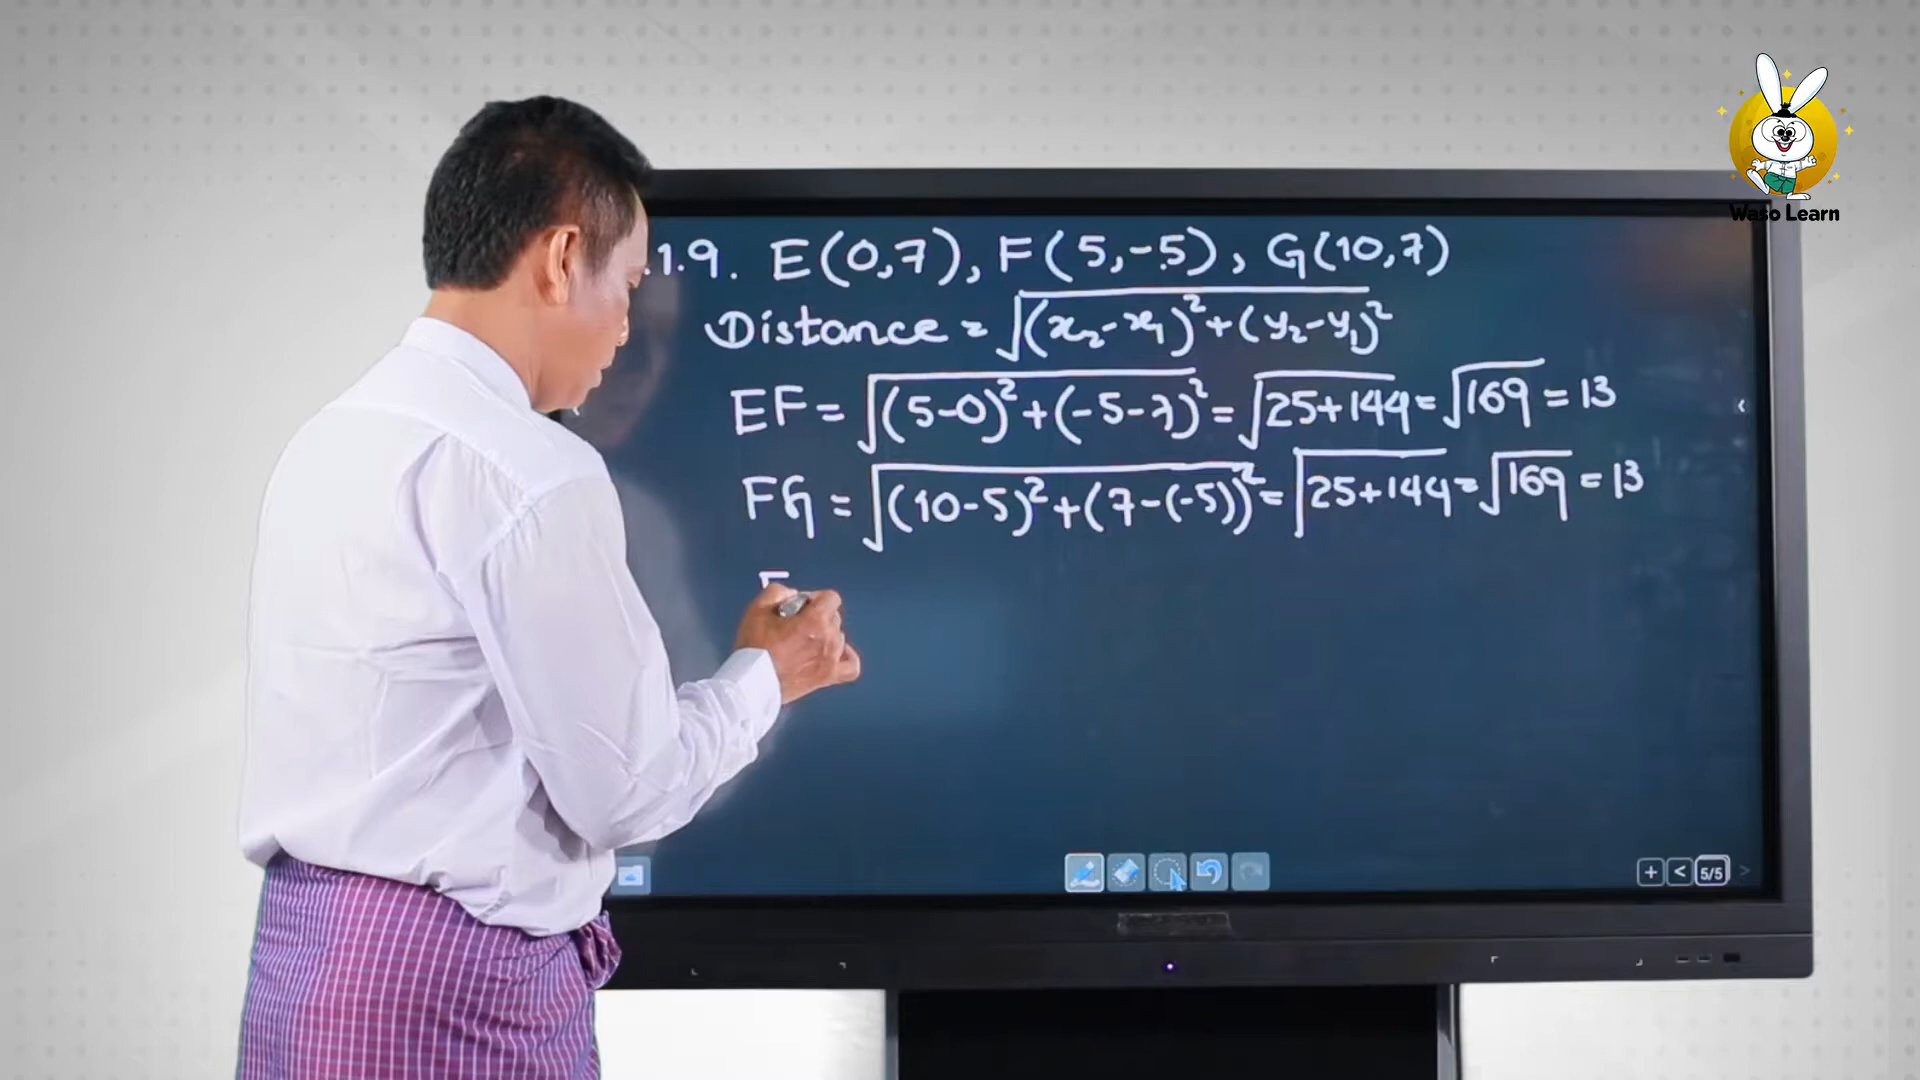 Waso Learn
.1.9. E(0,7), F(5,-5), G(10,7)
Distance = √(x₂-x₁)²+(y₂-y₁)²
EF = √(5-0)²+(-5-7)² = √25+144 = √169 = 13
FG = √(10-5)²+(7-(-5))² = √25+144 = √169 = 13
5/5